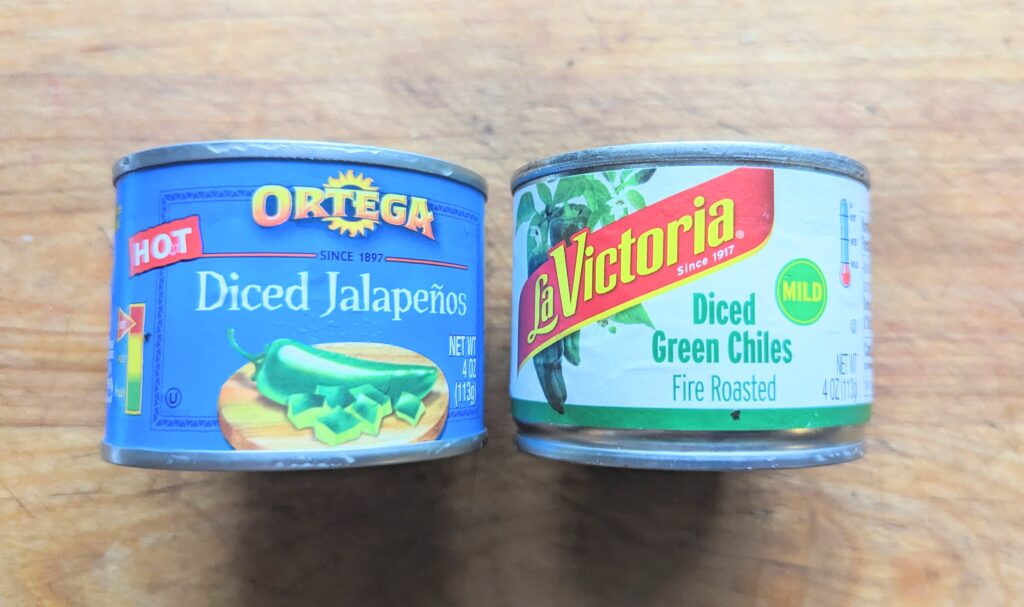 ORTEGA
SINCE 1897
HOT
Diced Jalapeños
NET WT
4 OZ
(113g)
La Victoria®
Since 1917
MILD
Diced
Green Chiles
Fire Roasted
NET WT
4 OZ (113g)